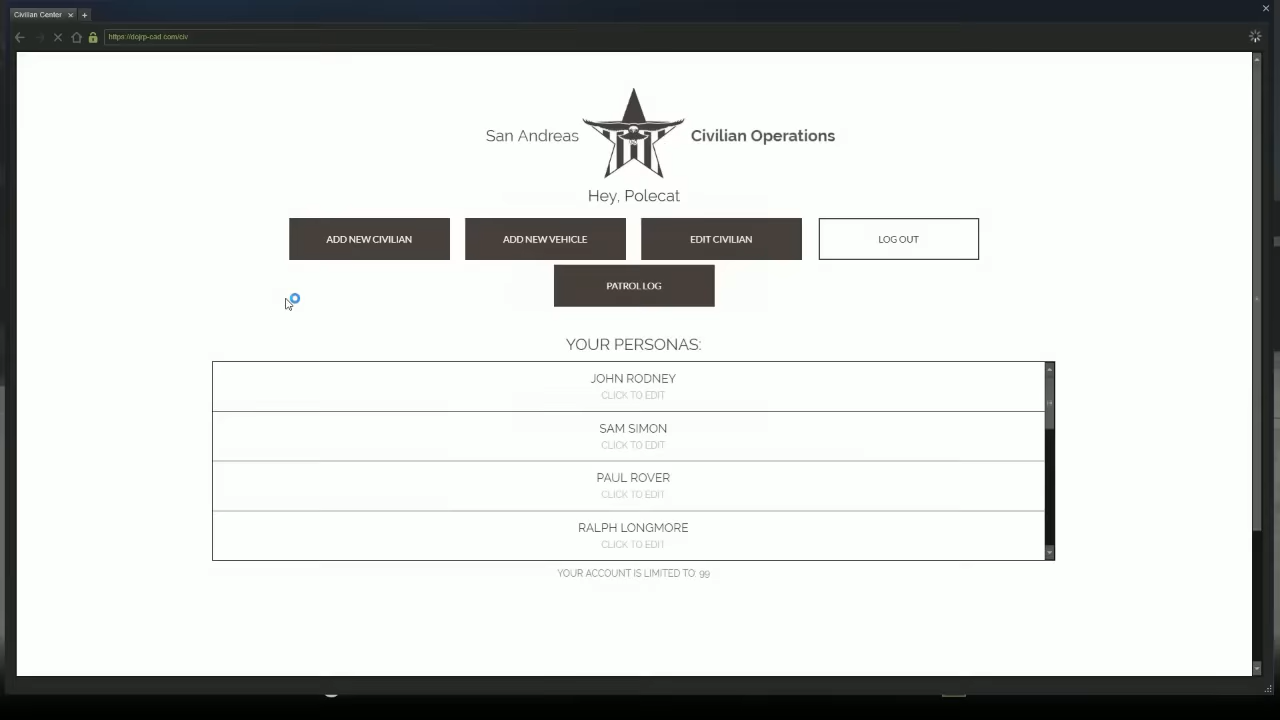 Civilian Center
https://dojrp-cad.com/civ
San Andreas Civilian Operations
Hey, Polecat
ADD NEW CIVILIAN ADD NEW VEHICLE EDIT CIVILIAN LOG OUT
PATROL LOG
YOUR PERSONAS:
JOHN RODNEY
CLICK TO EDIT
SAM SIMON
CLICK TO EDIT
PAUL ROVER
CLICK TO EDIT
RALPH LONGMORE
CLICK TO EDIT
YOUR ACCOUNT IS LIMITED TO: 99